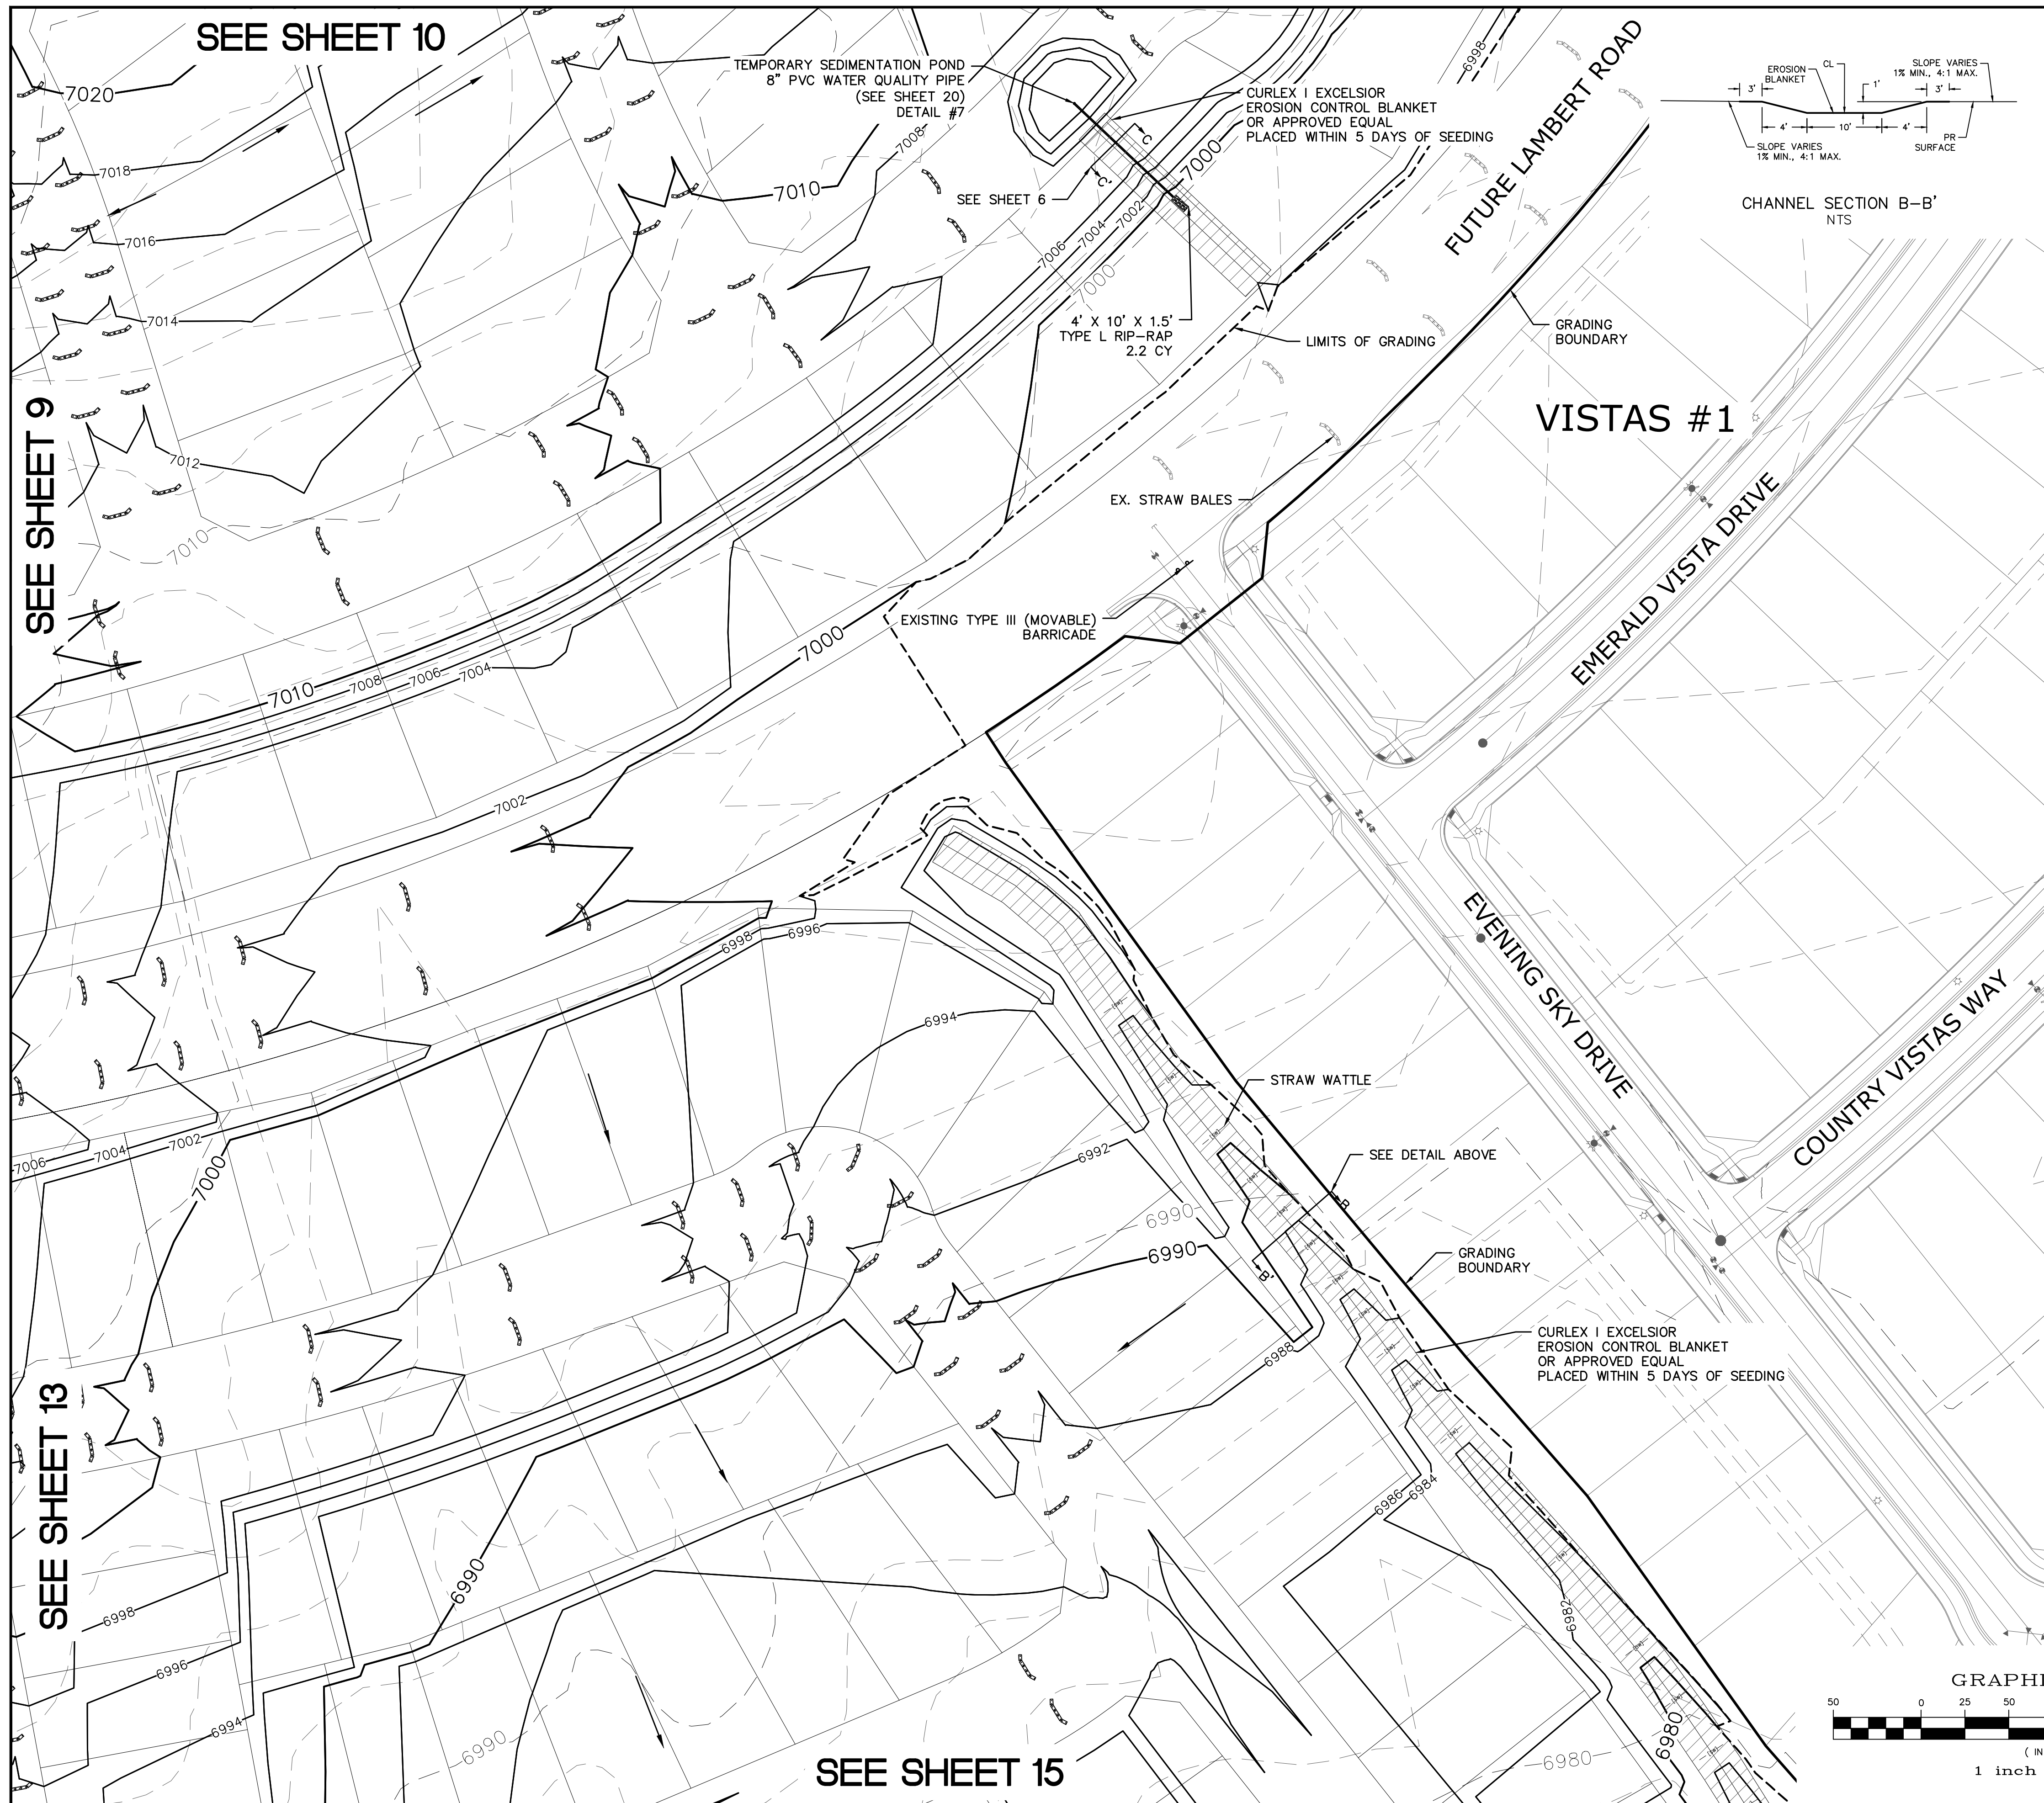 SEE SHEET 10
TEMPORARY SEDIMENTATION POND
8" PVC WATER QUALITY PIPE
(SEE SHEET 20)
DETAIL #7
CURLEX I EXCELSIOR
EROSION CONTROL BLANKET
OR APPROVED EQUAL
PLACED WITHIN 5 DAYS OF SEEDING
6998
FUTURE LAMBERT ROAD
EROSION
BLANKET
CL
SLOPE VARIES
1% MIN., 4:1 MAX.
3'
1'
3'
4'
10'
4'
PR
SURFACE
SLOPE VARIES
1% MIN., 4:1 MAX.
CHANNEL SECTION B-B'
NTS
7020
7018
7016
7014
7012
7010
7010
7008
7010
C
C'
SEE SHEET 6
7000
7002
7004
7006
7000
4' X 10' X 1.5'
TYPE L RIP-RAP
2.2 CY
LIMITS OF GRADING
GRADING
BOUNDARY
VISTAS #1
SEE SHEET 9
EX. STRAW BALES
EXISTING TYPE III (MOVABLE)
BARRICADE
EMERALD VISTA DRIVE
7010
7008
7006
7004
7000
7002
EVENING SKY DRIVE
COUNTRY VISTAS WAY
6998
6996
6994
STRAW WATTLE
7006
7004
7002
7000
6992
SEE DETAIL ABOVE
B
B'
6990
6990
GRADING
BOUNDARY
CURLEX I EXCELSIOR
EROSION CONTROL BLANKET
OR APPROVED EQUAL
PLACED WITHIN 5 DAYS OF SEEDING
6988
SEE SHEET 13
6986
6984
6990
6982
6998
6996
6994
6990
6980
6980
SEE SHEET 15
GRAPHI
50
0
25
50
( IN
1 inch